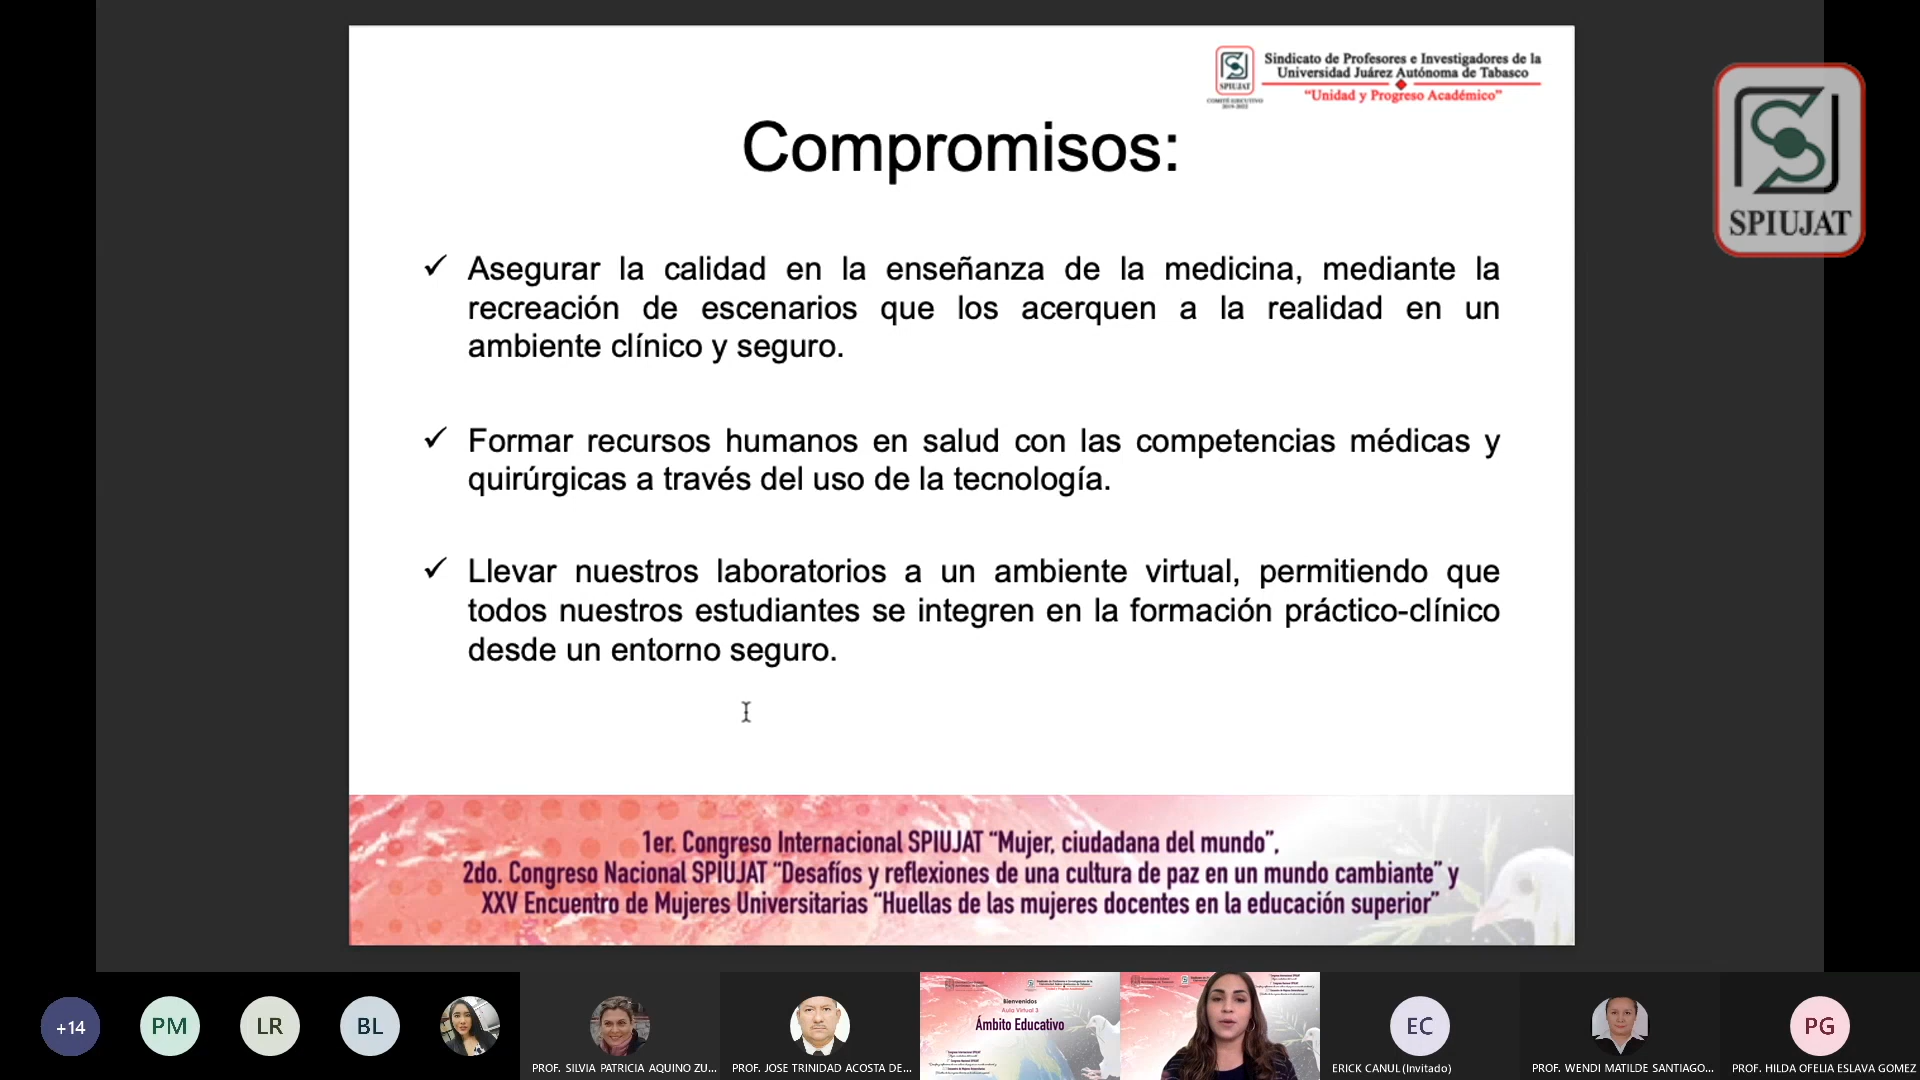 Sindicato de Profesores e Investigadores de la
Universidad Juárez Autónoma de Tabasco
“Unidad y Progreso Académico”
SPIUJAT
COMITÉ EJECUTIVO
2019-2022
SPIUJAT
Compromisos:
✓ Asegurar la calidad en la enseñanza de la medicina, mediante la
recreación de escenarios que los acerquen a la realidad en un
ambiente clínico y seguro.
✓ Formar recursos humanos en salud con las competencias médicas y
quirúrgicas a través del uso de la tecnología.
✓ Llevar nuestros laboratorios a un ambiente virtual, permitiendo que
todos nuestros estudiantes se integren en la formación práctico-clínico
desde un entorno seguro.
1er. Congreso Internacional SPIUJAT “Mujer, ciudadana del mundo”,
2do. Congreso Nacional SPIUJAT “Desafíos y reflexiones de una cultura de paz en un mundo cambiante” y
XXV Encuentro de Mujeres Universitarias “Huellas de las mujeres docentes en la educación superior”
+14
PM
LR
BL
PROF. SILVIA PATRICIA AQUINO ZU...
PROF. JOSE TRINIDAD ACOSTA DE...
Bienvenidos
Aula Virtual 3
Ámbito Educativo
EC
ERICK CANUL (Invitado)
PROF. WENDI MATILDE SANTIAGO...
PG
PROF. HILDA OFELIA ESLAVA GOMEZ